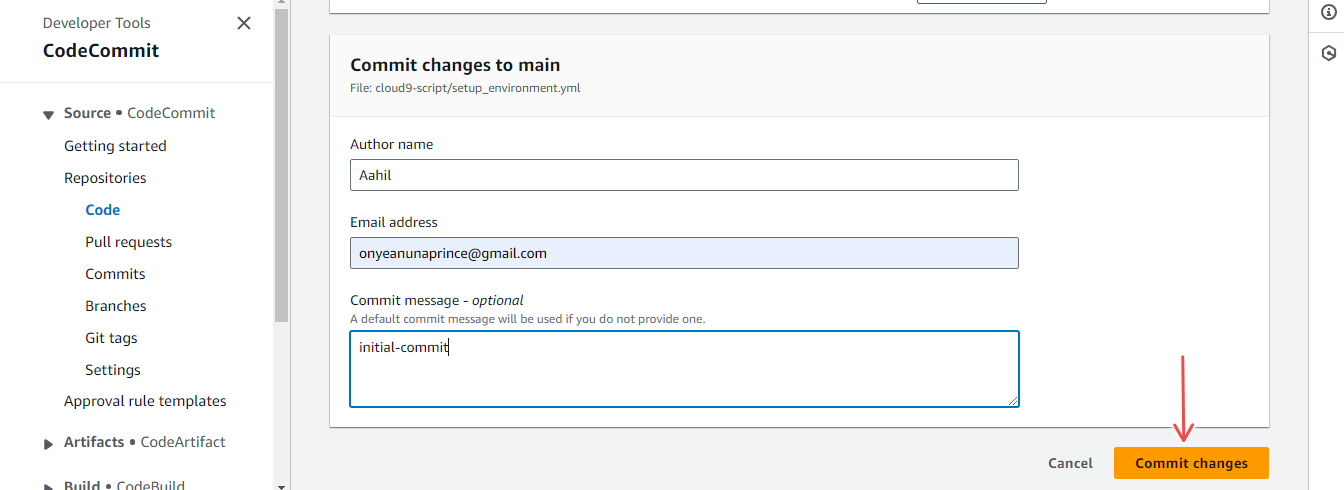 Developer Tools
CodeCommit
Source • CodeCommit
Getting started
Repositories
Code
Pull requests
Commits
Branches
Git tags
Settings
Approval rule templates
Artifacts • CodeArtifact
Build • CodeBuild
Commit changes to main
File: cloud9-script/setup_environment.yml
Author name
Aahil
Email address
onyeanunaprince@gmail.com
Commit message - optional
A default commit message will be used if you do not provide one.
initial-commit
Cancel
Commit changes